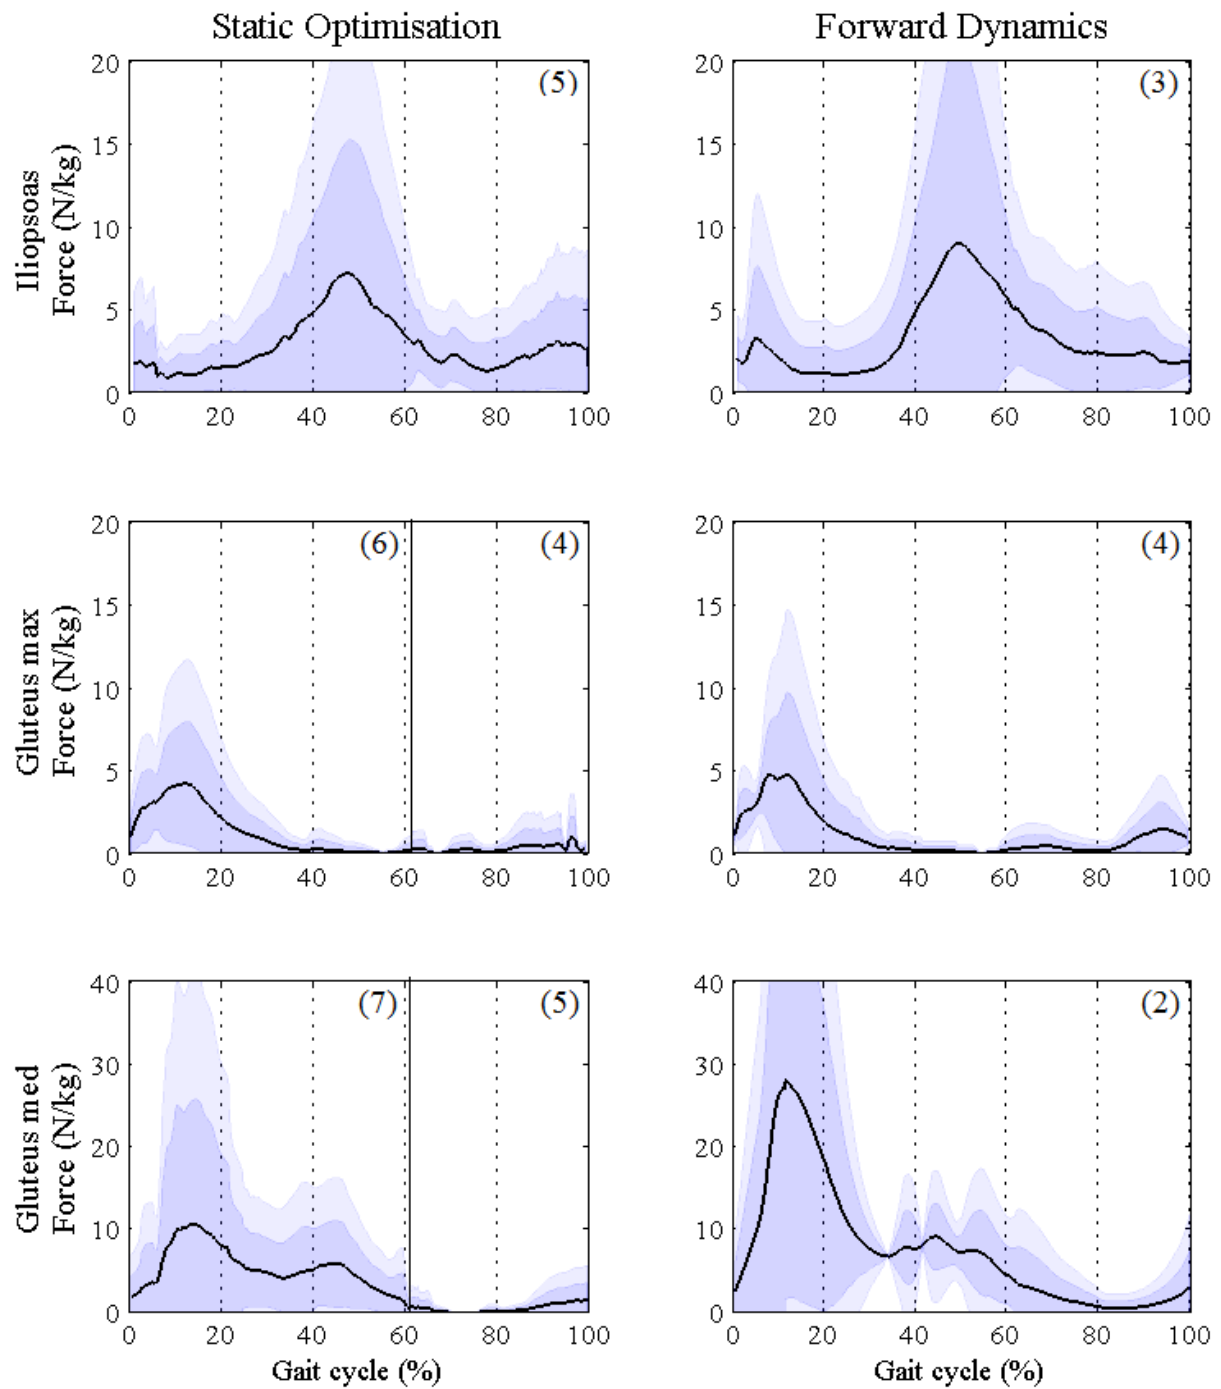 Static Optimisation
Forward Dynamics
Iliopsoas
Force (N/kg)
20
15
10
5
0
(5)
0 20 40 60 80 100
20
15
10
5
0
(3)
0 20 40 60 80 100
Gluteus max
Force (N/kg)
20
15
10
5
0
(6) (4)
0 20 40 60 80 100
20
15
10
5
0
(4)
0 20 40 60 80 100
Gluteus med
Force (N/kg)
40
30
20
10
0
(7) (5)
0 20 40 60 80 100
Gait cycle (%)
40
30
20
10
0
(2)
0 20 40 60 80 100
Gait cycle (%)